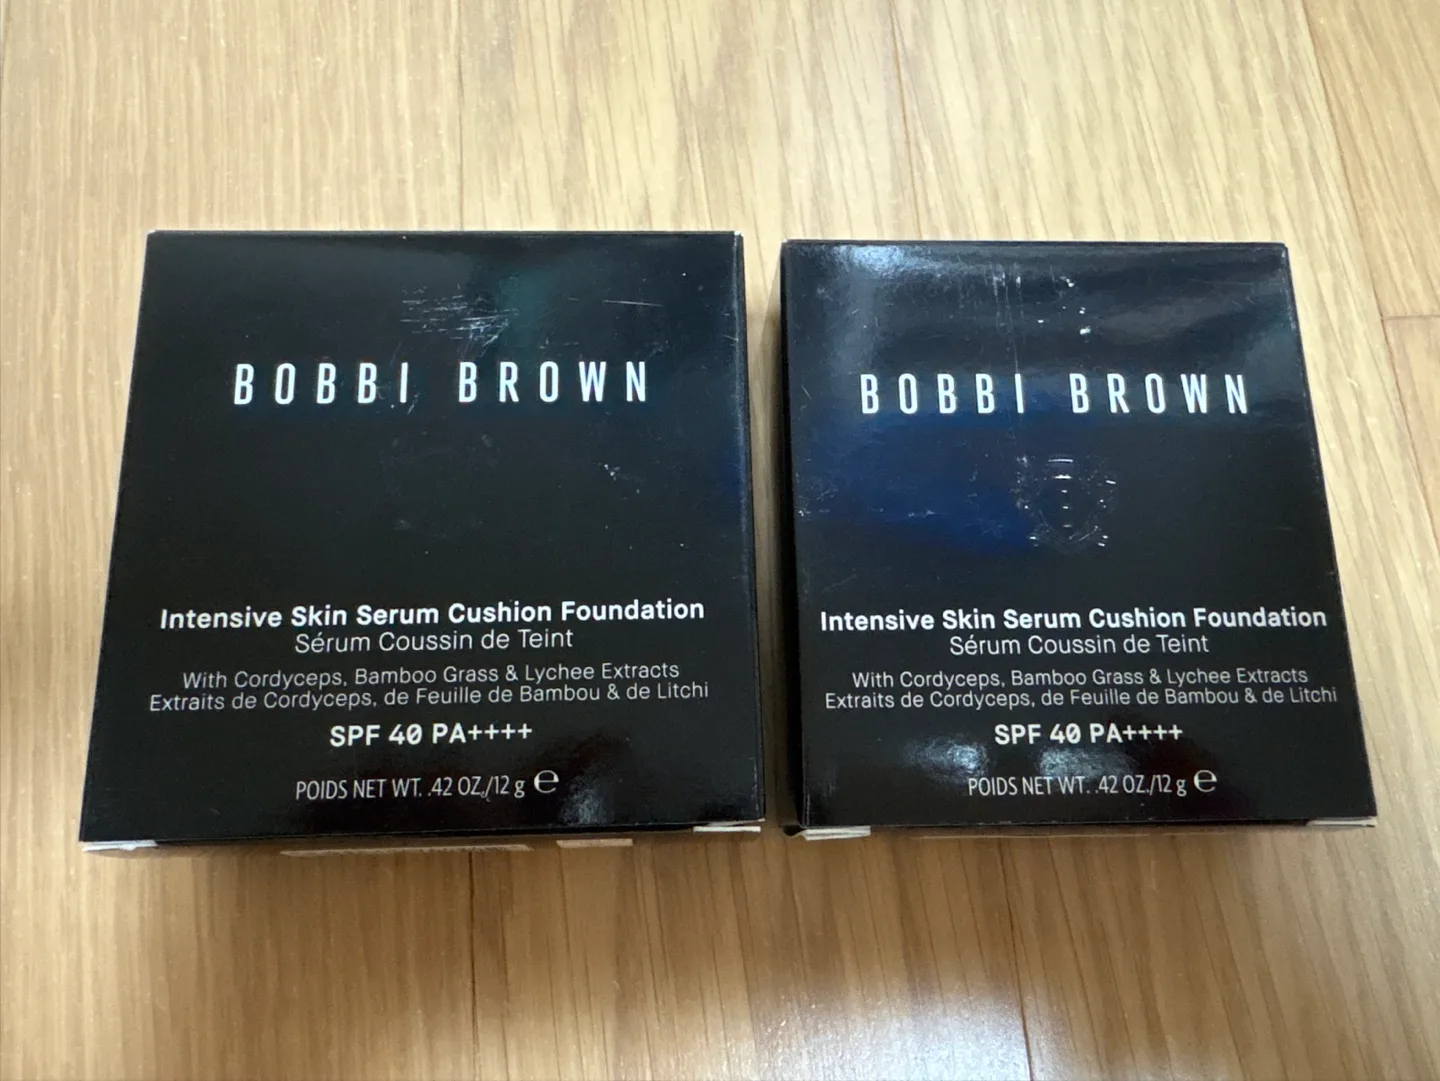 BOBBI BROWN
Intensive Skin Serum Cushion Foundation
Sérum Coussin de Teint
With Cordyceps, Bamboo Grass & Lychee Extracts
Extraits de Cordyceps, de Feuille de Bambou & de Litchi
SPF 40 PA++++
POIDS NET WT. .42 OZ./12 g ℮
BOBBI BROWN
Intensive Skin Serum Cushion Foundation
Sérum Coussin de Teint
With Cordyceps, Bamboo Grass & Lychee Extracts
Extraits de Cordyceps, de Feuille de Bambou & de Litchi
SPF 40 PA++++
POIDS NET WT. .42 OZ./12 g ℮